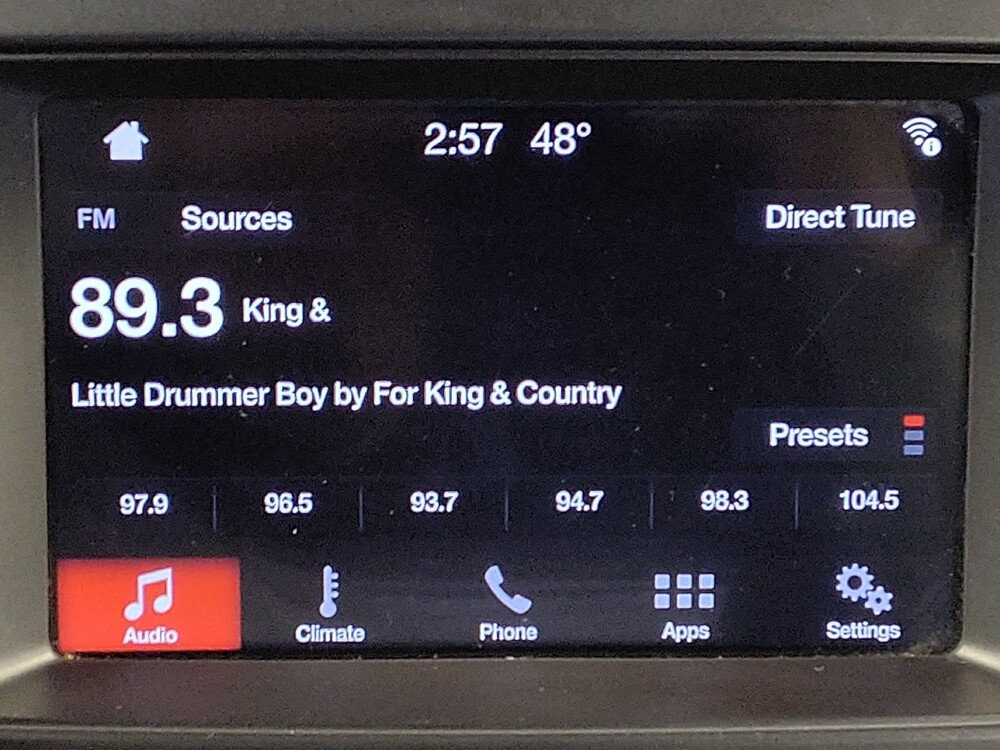 2:57 48°
FM Sources Direct Tune
89.3 King &
Little Drummer Boy by For King & Country
Presets
97.9 96.5 93.7 94.7 98.3 104.5
Audio Climate Phone Apps Settings